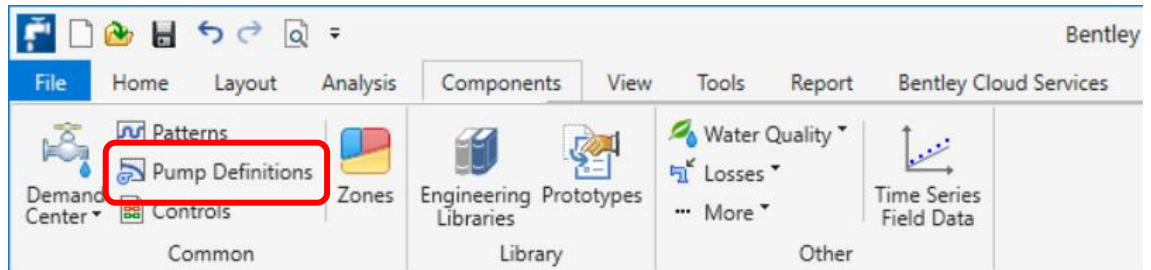 Bentley
File Home Layout Analysis Components View Tools Report Bentley Cloud Services
Patterns
Pump Definitions
Controls
Demand
Center
Zones
Engineering
Libraries
Prototypes
Water Quality
Losses
More
Time Series
Field Data
Common Library Other